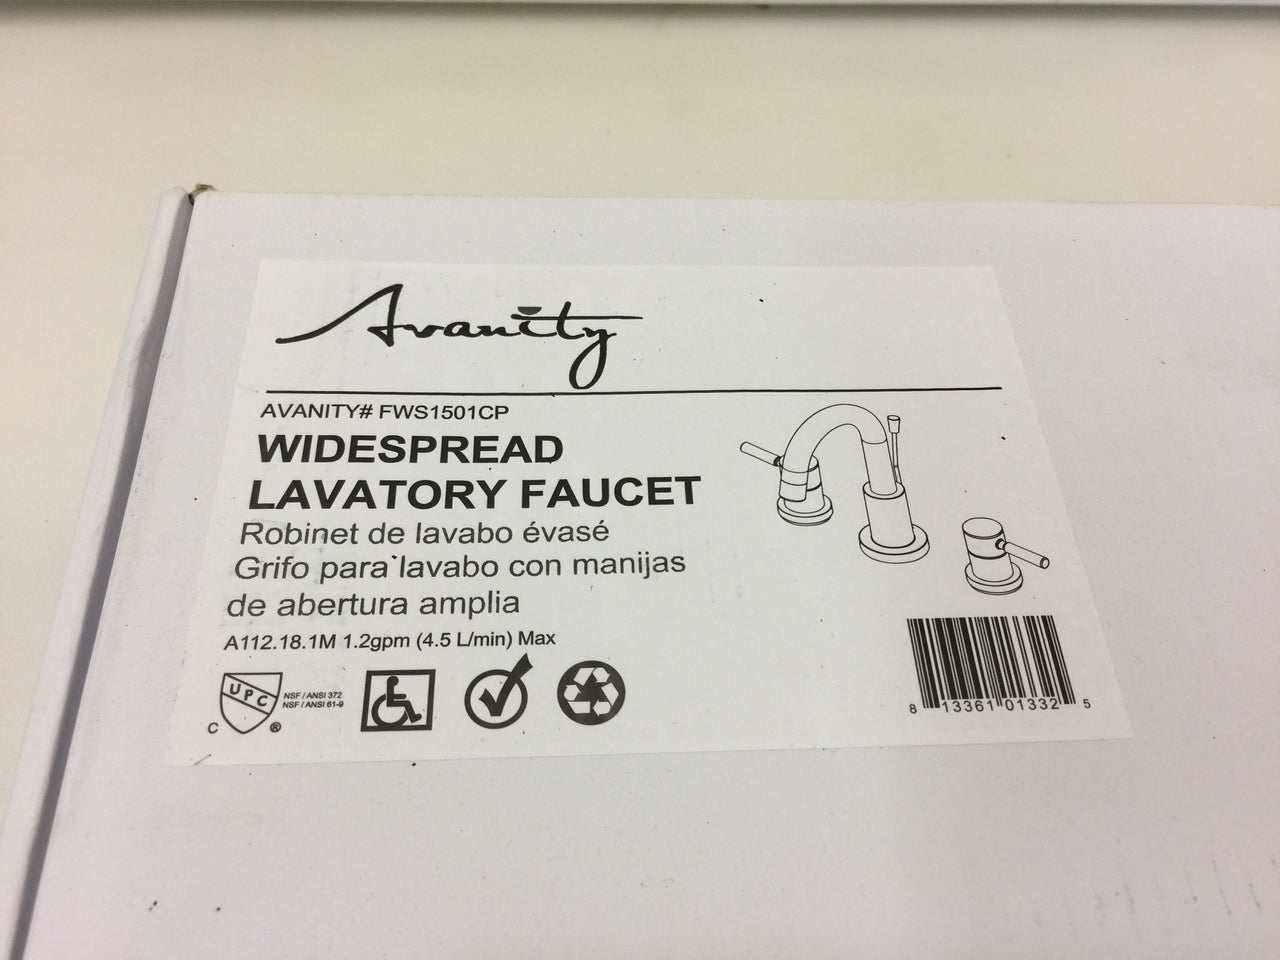 Avanity
AVANITY# FWS1501CP
WIDESPREAD
LAVATORY FAUCET
Robinet de lavabo évasé
Grifo para lavabo con manijas
de abertura amplia
A112.18.1M 1.2gpm (4.5 L/min) Max
UPC
C ®
NSF / ANSI 372
NSF / ANSI 61-9
8 13361 01332 5